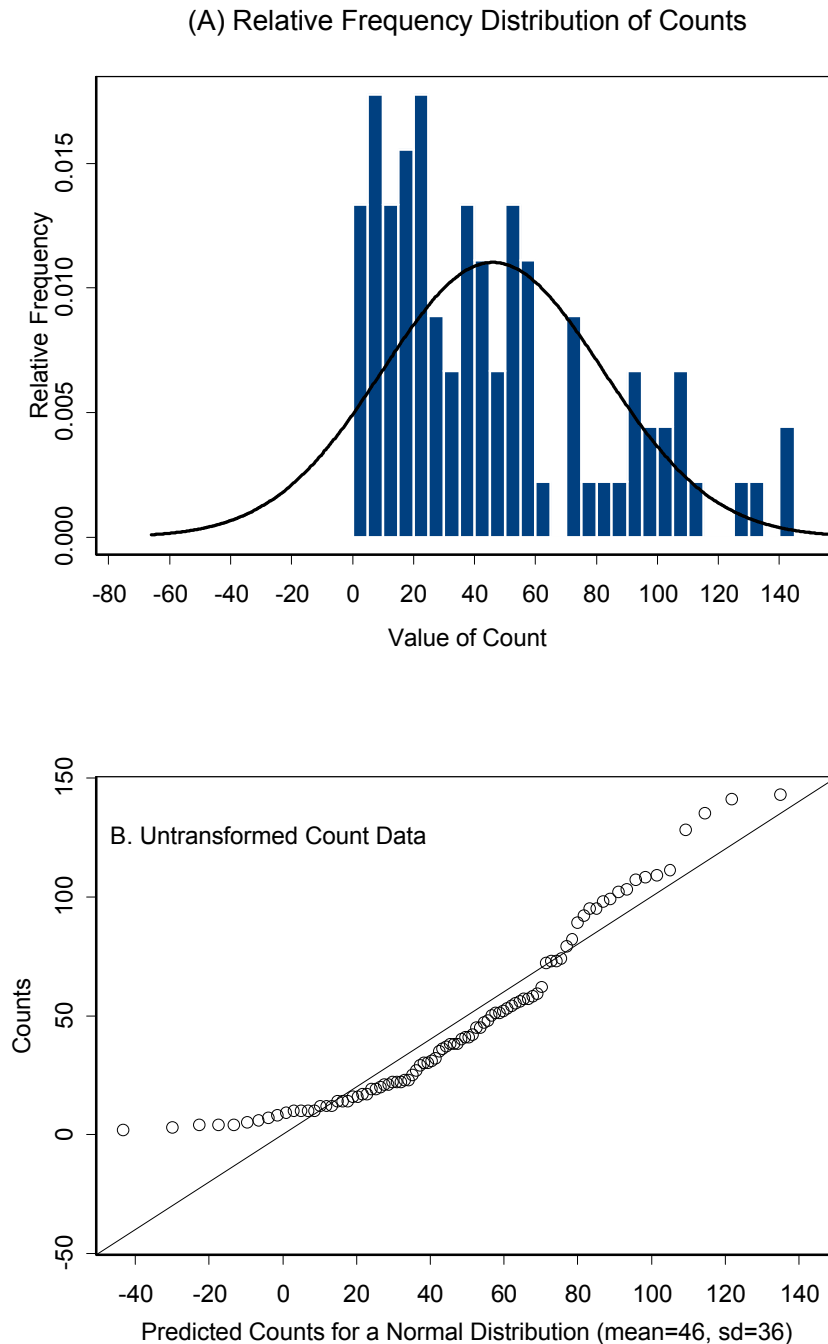 (A) Relative Frequency Distribution of Counts
Relative Frequency
0.015
0.010
0.005
0.000
-80 -60 -40 -20 0 20 40 60 80 100 120 140
Value of Count
B. Untransformed Count Data
Counts
150
100
50
0
-50
-40 -20 0 20 40 60 80 100 120 140
Predicted Counts for a Normal Distribution (mean=46, sd=36)